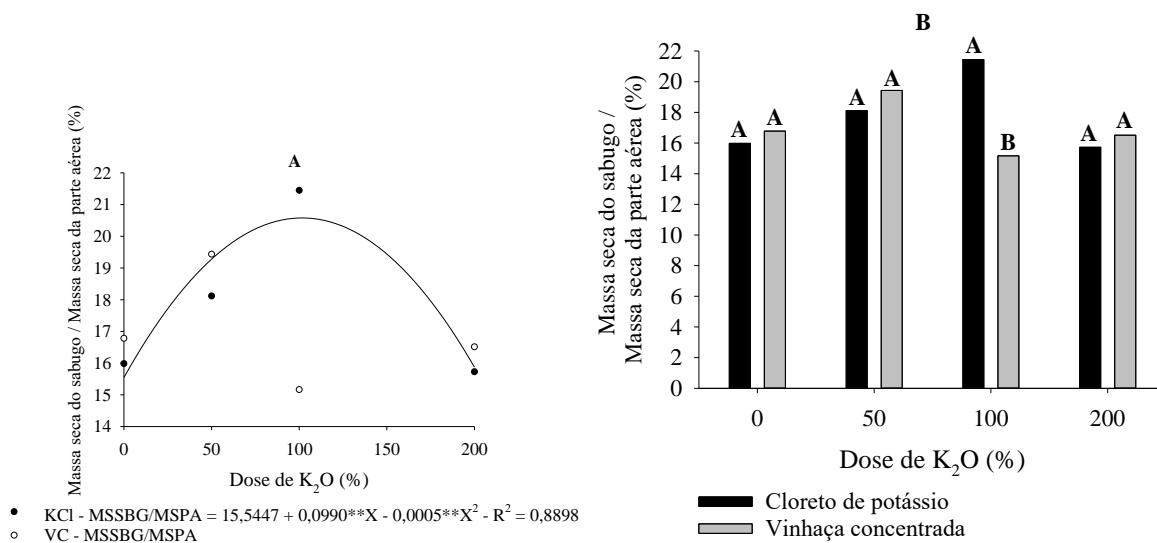 A
Massa seca do sabugo / Massa seca da parte aérea (%)
22
21
20
19
18
17
16
15
14
0 50 100 150 200
Dose de K2O (%)
● KCl - MSSBG/MSPA = 15,5447 + 0,0990**X - 0,0005**X² - R² = 0,8898
○ VC - MSSBG/MSPA
B
Massa seca do sabugo /
Massa seca da parte aérea (%)
22
20
18
16
14
12
10
8
6
4
2
0
A A A A A B A A
0 50 100 200
Dose de K2O (%)
Cloreto de potássio
Vinhaça concentrada